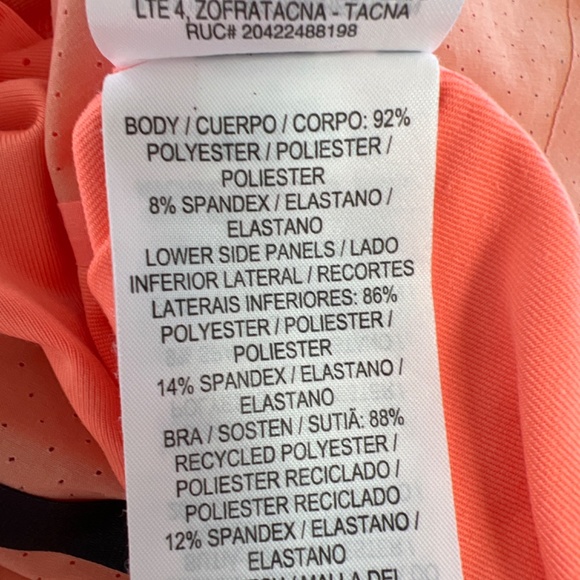 LTE 4, ZOFRATACNA - TACNA
RUC# 20422488198
BODY / CUERPO / CORPO: 92%
POLYESTER / POLIESTER /
POLIESTER
8% SPANDEX / ELASTANO /
ELASTANO
LOWER SIDE PANELS / LADO
INFERIOR LATERAL / RECORTES
LATERAIS INFERIORES: 86%
POLYESTER / POLIESTER /
POLIESTER
14% SPANDEX / ELASTANO /
ELASTANO
BRA / SOSTEN / SUTIÃ: 88%
RECYCLED POLYESTER /
POLIESTER RECICLADO /
POLIESTER RECICLADO
12% SPANDEX / ELASTANO /
ELASTANO